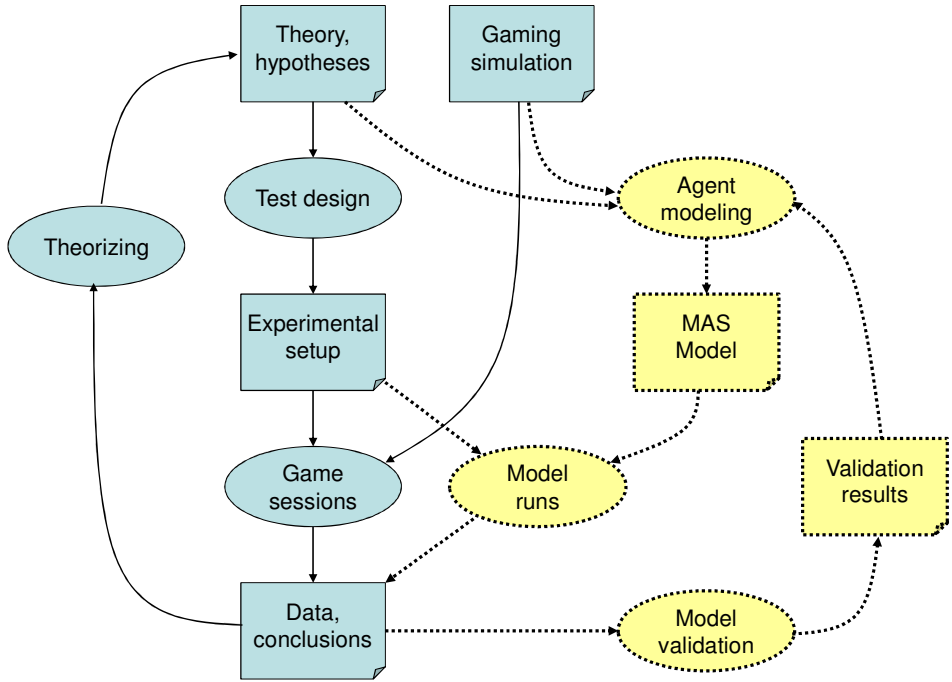 Theory,
hypotheses
Gaming
simulation
Test design
Agent
modeling
Theorizing
Experimental
setup
MAS
Model
Game
sessions
Model
runs
Validation
results
Data,
conclusions
Model
validation